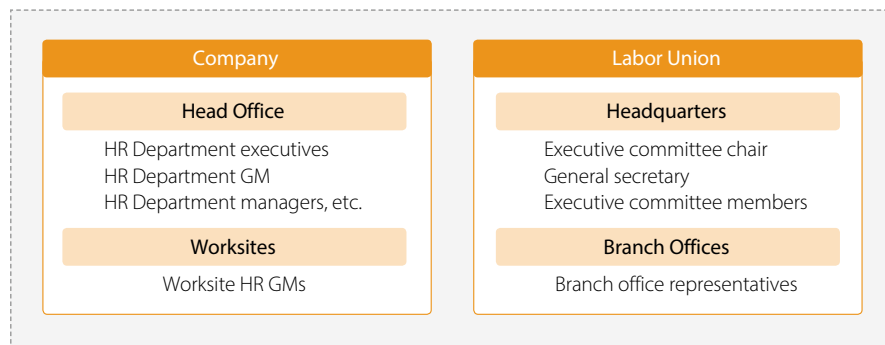 Company
Head Office
HR Department executives
HR Department GM
HR Department managers, etc.
Worksites
Worksite HR GMs
Labor Union
Headquarters
Executive committee chair
General secretary
Executive committee members
Branch Offices
Branch office representatives